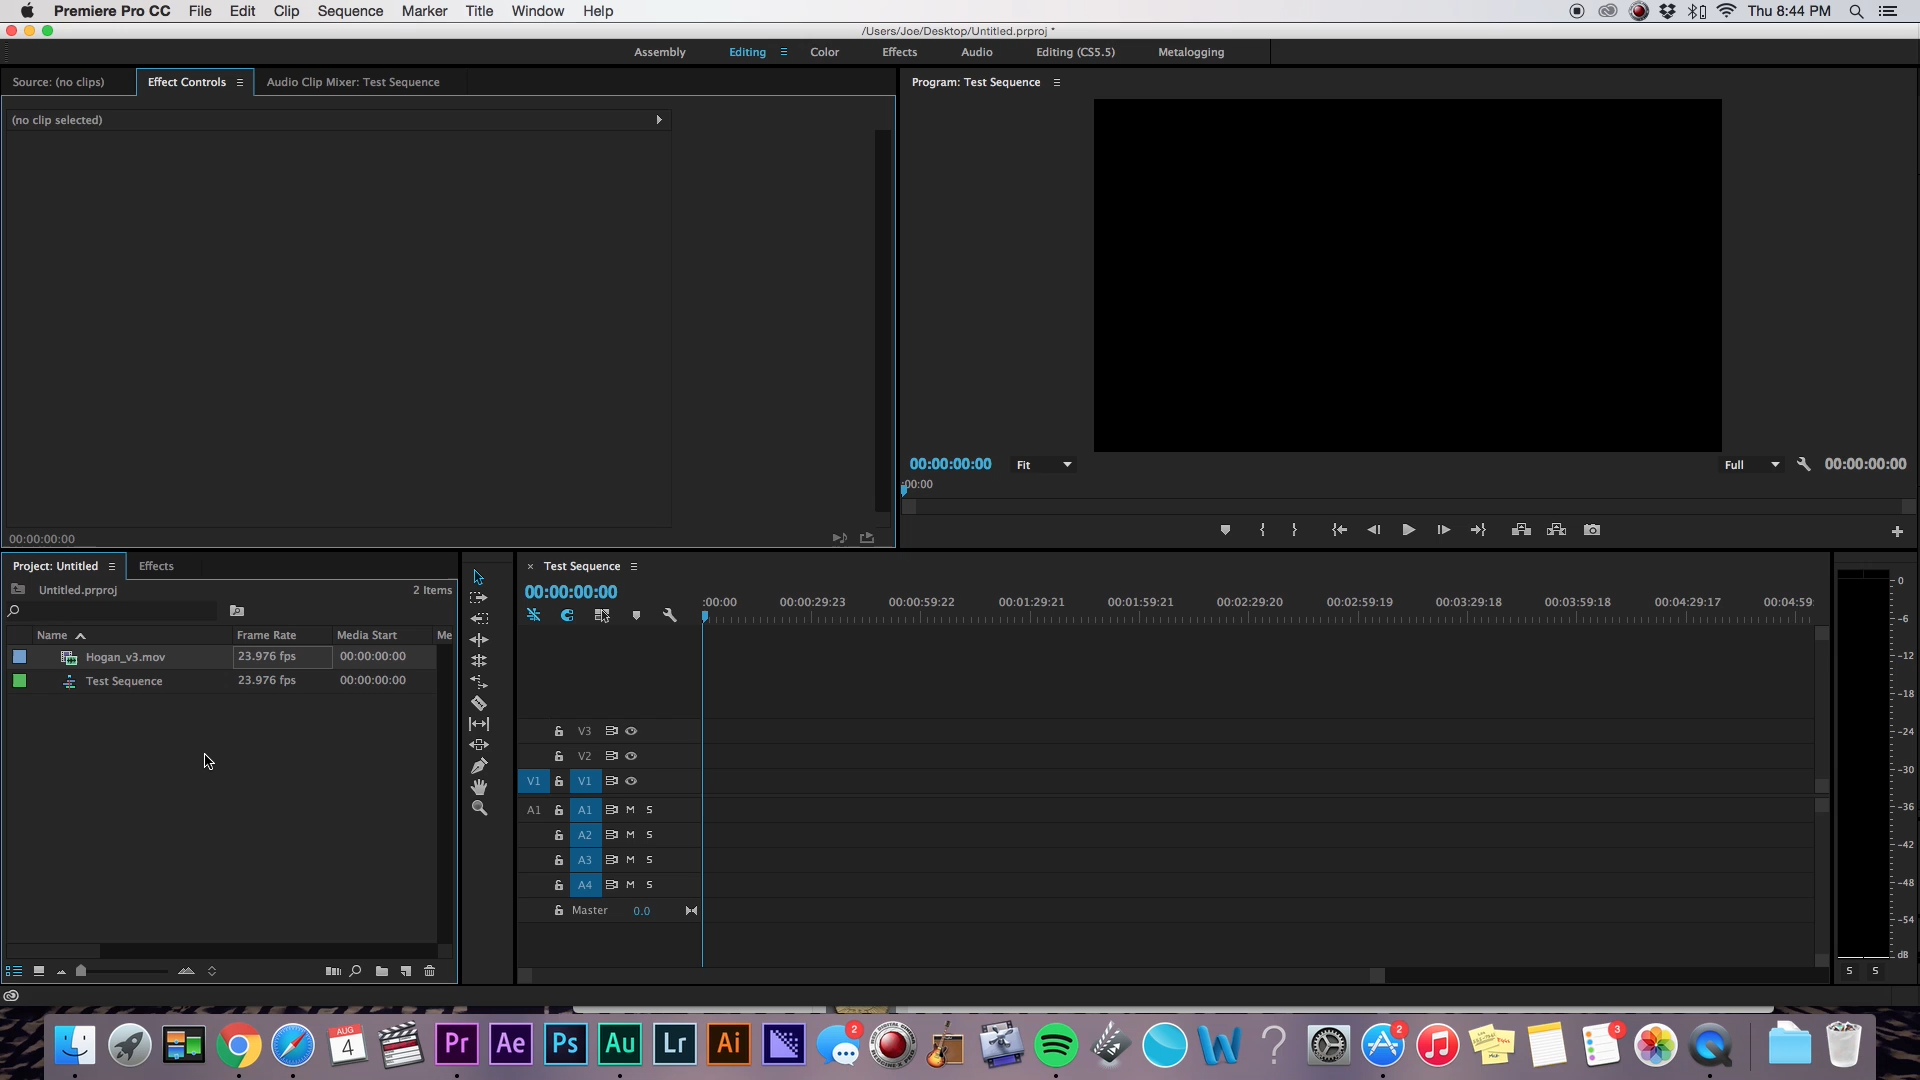 Premiere Pro CC File Edit Clip Sequence Marker Title Window Help Thu 8:44 PM
/Users/Joe/Desktop/Untitled.prproj *
Assembly Editing Color Effects Audio Editing (CS5.5) Metalogging
Source: (no clips) Effect Controls Audio Clip Mixer: Test Sequence Program: Test Sequence
(no clip selected)
00:00:00:00 Fit Full 00:00:00:00
:00:00
00:00:00:00
Project: Untitled Effects × Test Sequence
Untitled.prproj 2 Items 00:00:00:00
:00:00 00:00:29:23 00:00:59:22 00:01:29:21 00:01:59:21 00:02:29:20 00:02:59:19 00:03:29:18 00:03:59:18 00:04:29:17 00:04:59:
Name Frame Rate Media Start Me
Hogan_v3.mov 23.976 fps 00:00:00:00
Test Sequence 23.976 fps 00:00:00:00
V3
V2
V1 V1
A1 A1 M S
A2 M S
A3 M S
A4 M S
Master 0.0
0
-6
-12
-18
-24
-30
-36
-42
-48
-54
dB
S S
AUG
4
Pr Ae Ps Au Lr Ai 2 W ? 2 3